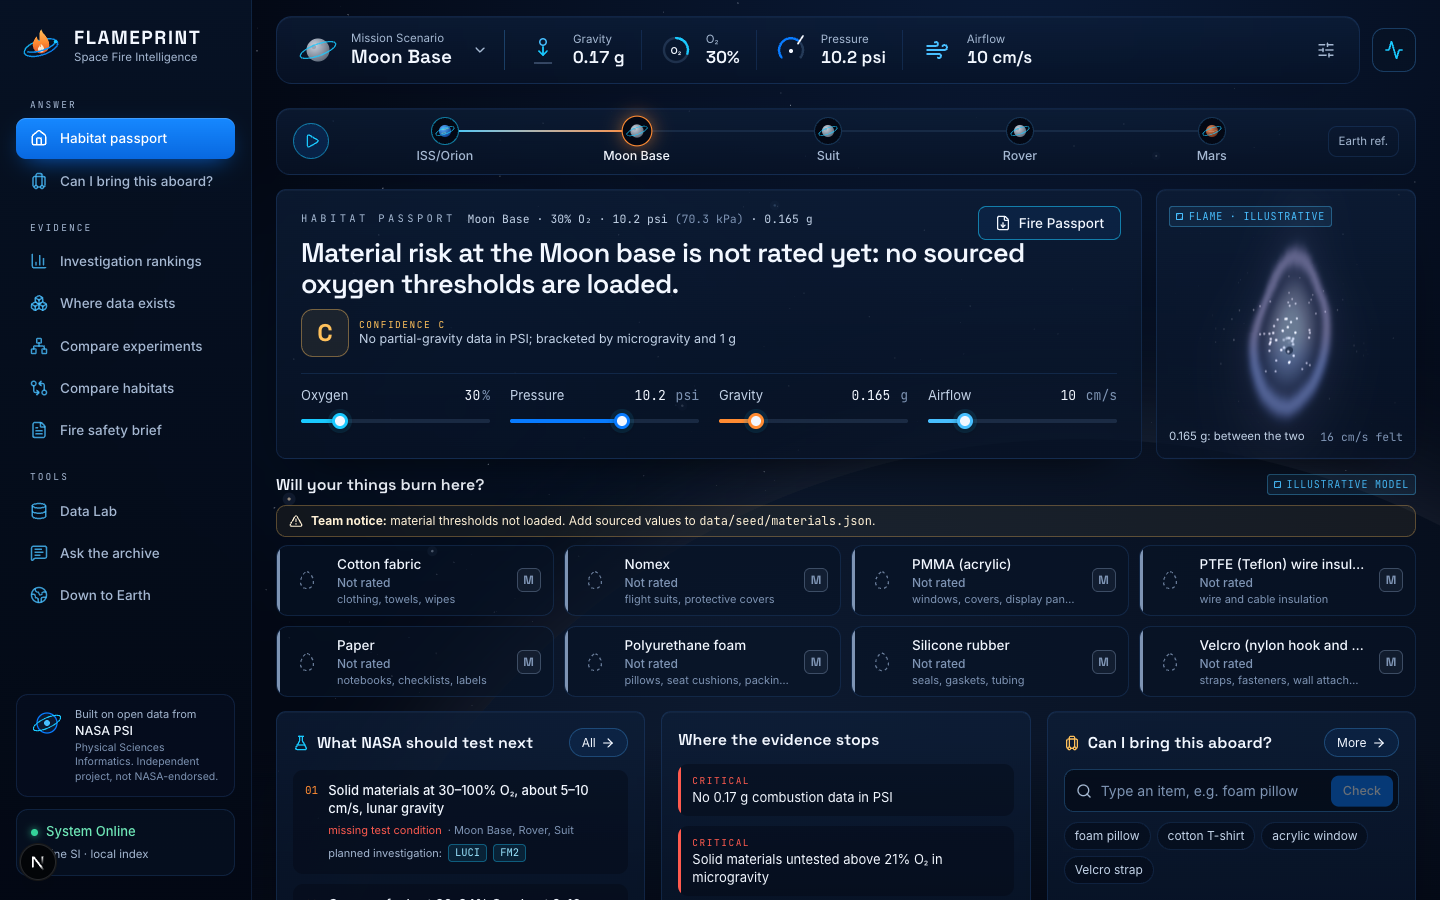 FLAMEPRINT
Space Fire Intelligence
ANSWER
Habitat passport
Can I bring this aboard?
EVIDENCE
Investigation rankings
Where data exists
Compare experiments
Compare habitats
Fire safety brief
TOOLS
Data Lab
Ask the archive
Down to Earth
Built on open data from
NASA PSI
Physical Sciences
Informatics. Independent
project, not NASA-endorsed.
System Online
ne SI · local index
N
Mission Scenario
Moon Base
Gravity
0.17 g
O₂
O₂
30%
Pressure
10.2 psi
Airflow
10 cm/s
ISS/Orion
Moon Base
Suit
Rover
Mars
Earth ref.
HABITAT PASSPORT Moon Base · 30% O₂ · 10.2 psi (70.3 kPa) · 0.165 g
Fire Passport
Material risk at the Moon base is not rated yet: no sourced
oxygen thresholds are loaded.
C
CONFIDENCE C
No partial-gravity data in PSI; bracketed by microgravity and 1 g
Oxygen 30%
Pressure 10.2 psi
Gravity 0.165 g
Airflow 10 cm/s
FLAME · ILLUSTRATIVE
0.165 g: between the two 16 cm/s felt
Will your things burn here?
ILLUSTRATIVE MODEL
Team notice: material thresholds not loaded. Add sourced values to data/seed/materials.json.
Cotton fabric
Not rated
clothing, towels, wipes
M
Nomex
Not rated
flight suits, protective covers
M
PMMA (acrylic)
Not rated
windows, covers, display pan...
M
PTFE (Teflon) wire insul...
Not rated
wire and cable insulation
M
Paper
Not rated
notebooks, checklists, labels
M
Polyurethane foam
Not rated
pillows, seat cushions, packin...
M
Silicone rubber
Not rated
seals, gaskets, tubing
M
Velcro (nylon hook and ...
Not rated
straps, fasteners, wall attach...
M
What NASA should test next
All →
01 Solid materials at 30–100% O₂, about 5–10
cm/s, lunar gravity
missing test condition · Moon Base, Rover, Suit
planned investigation: LUCI FM2
Where the evidence stops
CRITICAL
No 0.17 g combustion data in PSI
CRITICAL
Solid materials untested above 21% O₂ in
microgravity
Can I bring this aboard?
More →
Type an item, e.g. foam pillow
Check
foam pillow
cotton T-shirt
acrylic window
Velcro strap